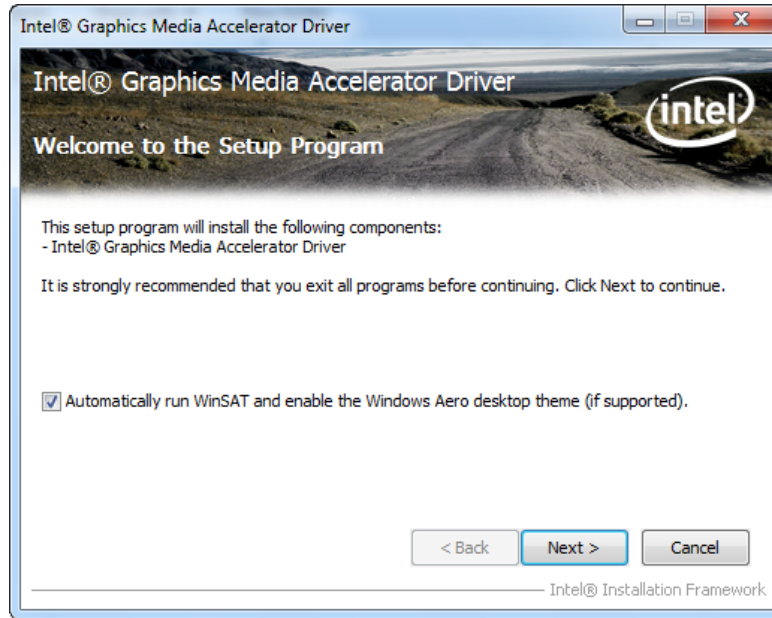 Intel® Graphics Media Accelerator Driver
Intel® Graphics Media Accelerator Driver
intel
Welcome to the Setup Program
This setup program will install the following components:
- Intel® Graphics Media Accelerator Driver
It is strongly recommended that you exit all programs before continuing. Click Next to continue.
Automatically run WinSAT and enable the Windows Aero desktop theme (if supported).
< Back Next > Cancel
Intel® Installation Framework